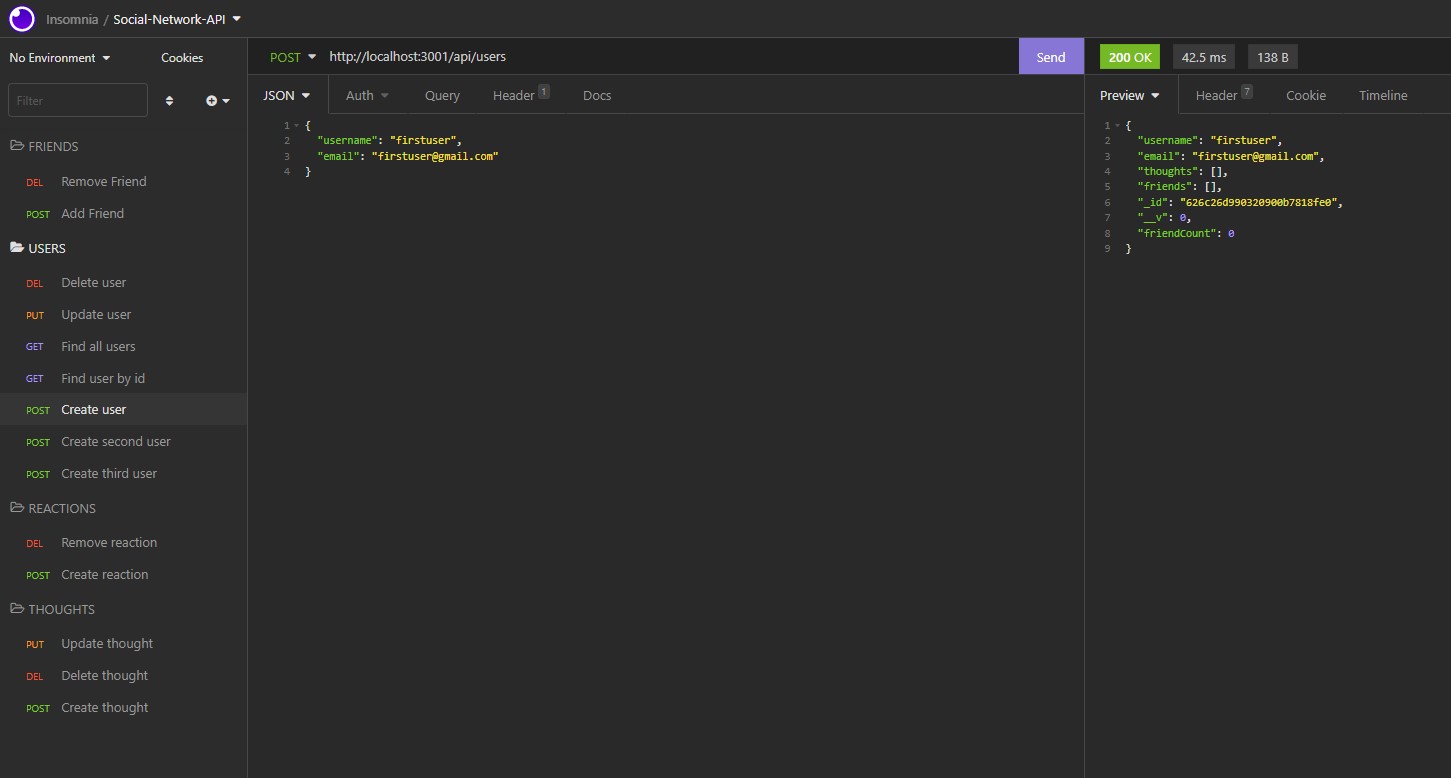 Insomnia / Social-Network-API
No Environment Cookies
Filter
FRIENDS
DEL Remove Friend
POST Add Friend
USERS
DEL Delete user
PUT Update user
GET Find all users
GET Find user by id
POST Create user
POST Create second user
POST Create third user
REACTIONS
DEL Remove reaction
POST Create reaction
THOUGHTS
PUT Update thought
DEL Delete thought
POST Create thought
POST http://localhost:3001/api/users Send
JSON Auth Query Header 1 Docs
1 {
2 "username": "firstuser",
3 "email": "firstuser@gmail.com"
4 }
200 OK 42.5 ms 138 B
Preview Header 7 Cookie Timeline
1 {
2 "username": "firstuser",
3 "email": "firstuser@gmail.com",
4 "thoughts": [],
5 "friends": [],
6 "_id": "626c26d990320900b7818fe0",
7 "__v": 0,
8 "friendCount": 0
9 }